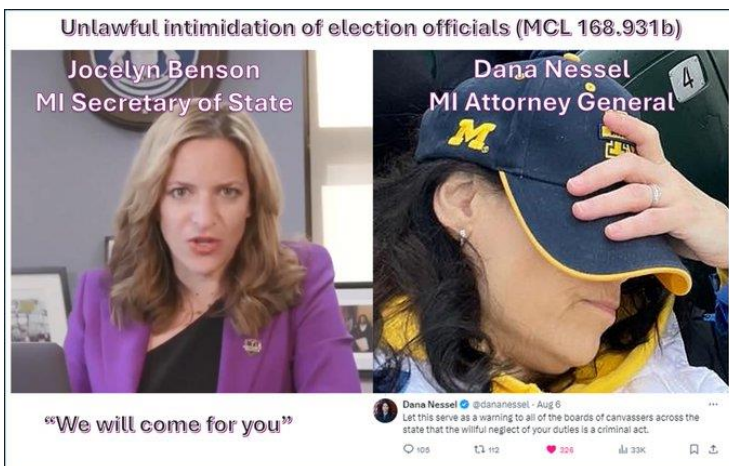 Unlawful intimidation of election officials (MCL 168.931b)
Jocelyn Benson
MI Secretary of State
Dana Nessel
MI Attorney General
4
M
"We will come for you"
Dana Nessel @dananessel · Aug 6
Let this serve as a warning to all of the boards of canvassers across the
state that the willful neglect of your duties is a criminal act.
105 112 326 33K